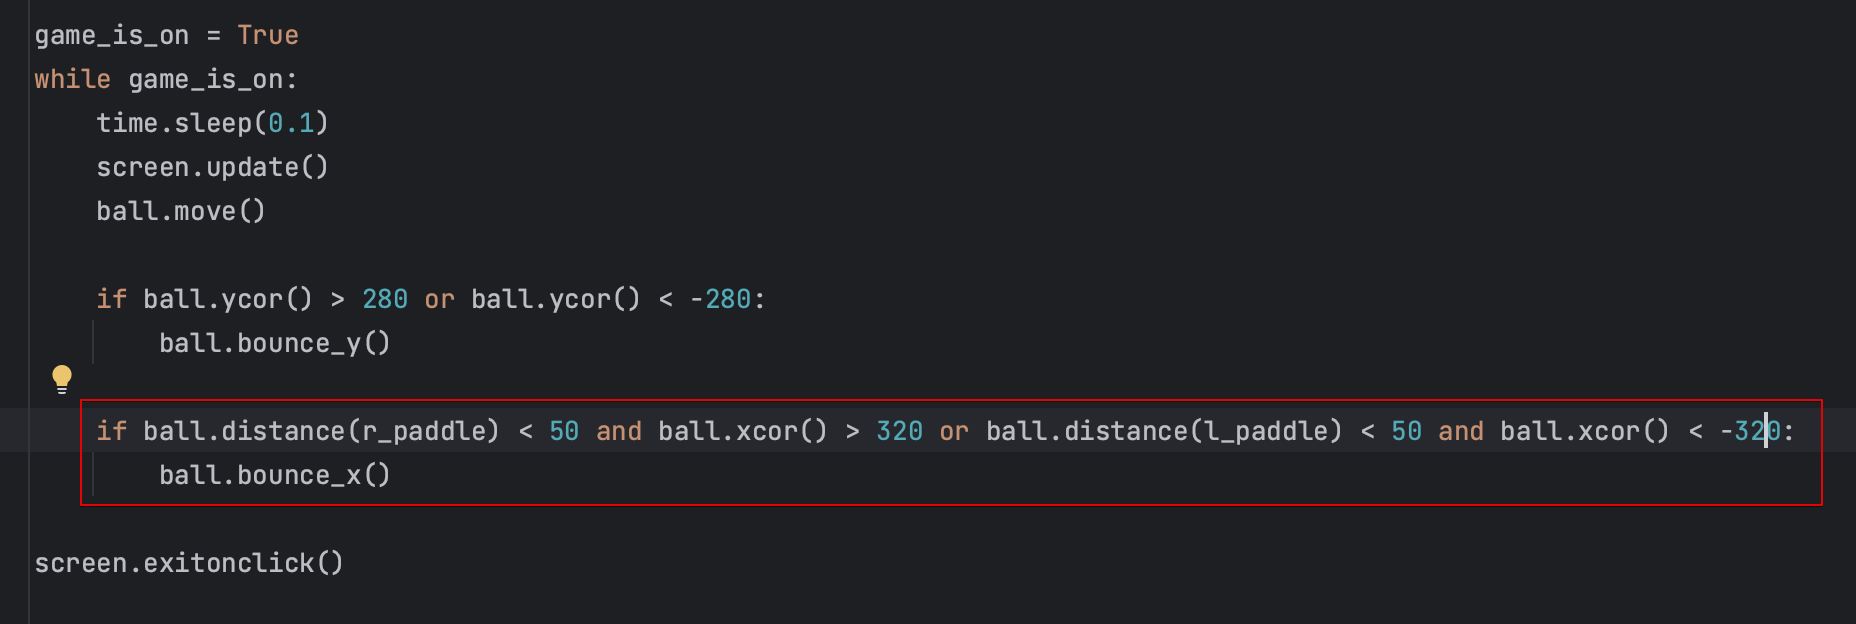 game_is_on = True
while game_is_on:
    time.sleep(0.1)
    screen.update()
    ball.move()

    if ball.ycor() > 280 or ball.ycor() < -280:
        ball.bounce_y()

    if ball.distance(r_paddle) < 50 and ball.xcor() > 320 or ball.distance(l_paddle) < 50 and ball.xcor() < -320:
        ball.bounce_x()

screen.exitonclick()